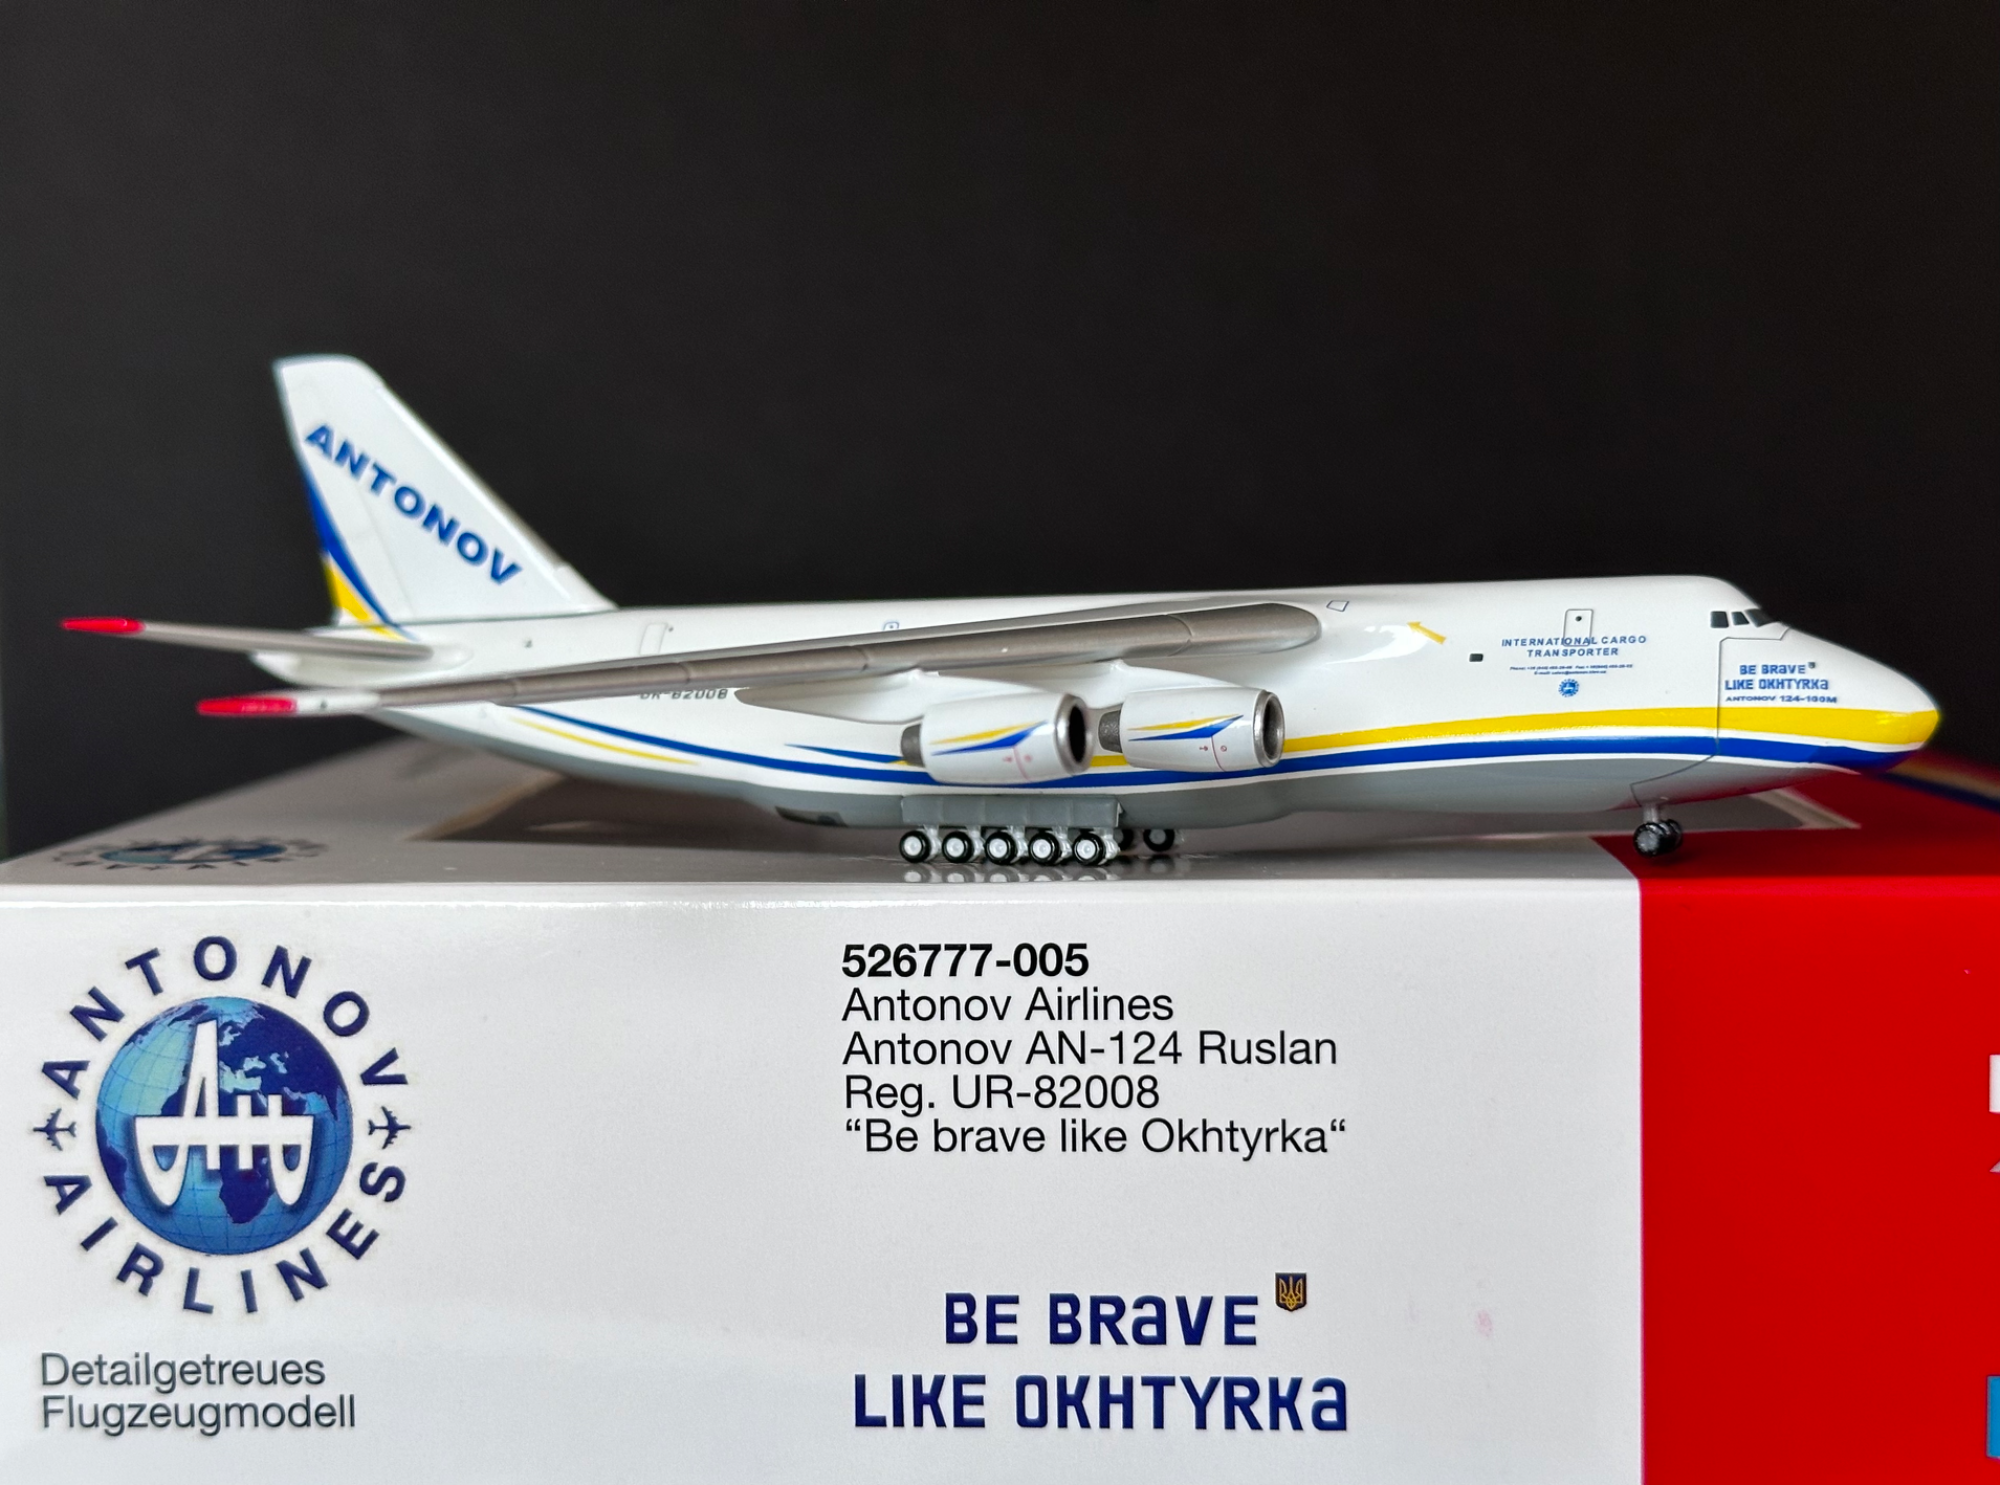 ANTONOV
UR-82008
INTERNATIONAL CARGO
TRANSPORTER
BE BRaVE
LIKE OKHTYRKa
ANTONOV 124-100M
ANTONOV AIRLINES
526777-005
Antonov Airlines
Antonov AN-124 Ruslan
Reg. UR-82008
“Be brave like Okhtyrka“
BE BRaVE
LIKE OKHTYRKa
Detailgetreues
Flugzeugmodell